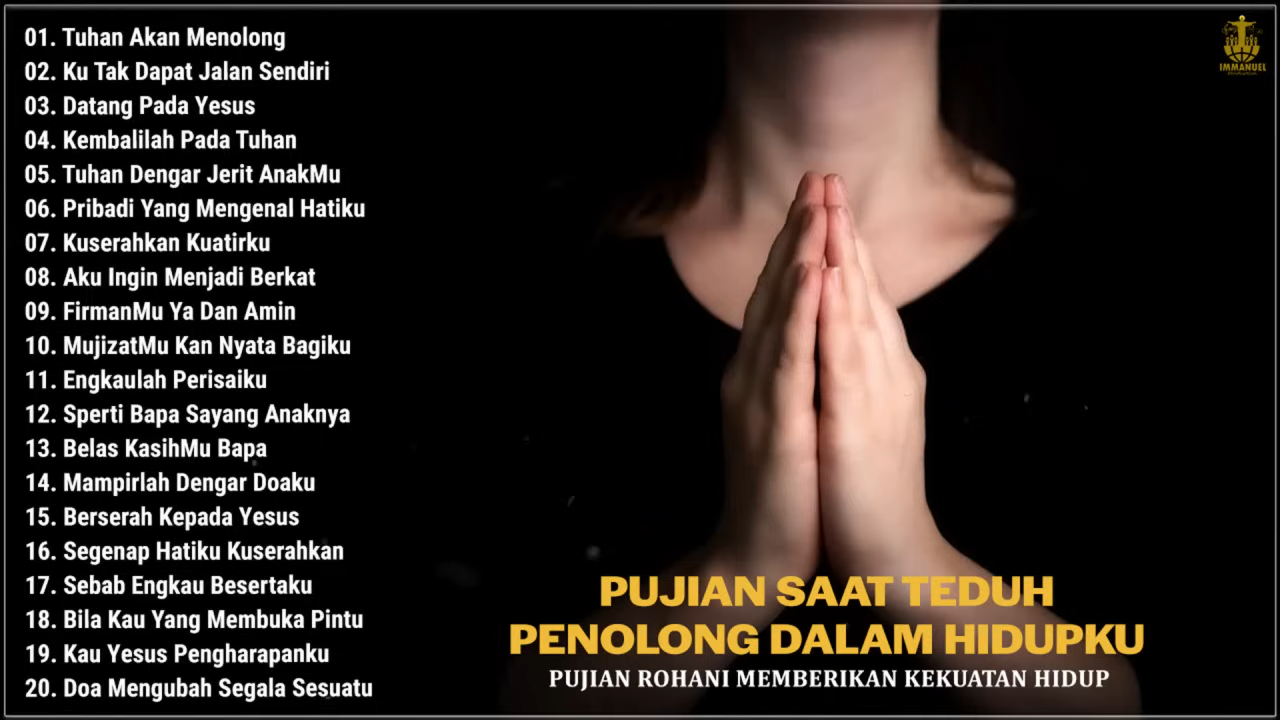 01. Tuhan Akan Menolong
02. Ku Tak Dapat Jalan Sendiri
03. Datang Pada Yesus
04. Kembalilah Pada Tuhan
05. Tuhan Dengar Jerit AnakMu
06. Pribadi Yang Mengenal Hatiku
07. Kuserahkan Kuatirku
08. Aku Ingin Menjadi Berkat
09. FirmanMu Ya Dan Amin
10. MujizatMu Kan Nyata Bagiku
11. Engkaulah Perisaiku
12. Sperti Bapa Sayang Anaknya
13. Belas KasihMu Bapa
14. Mampirlah Dengar Doaku
15. Berserah Kepada Yesus
16. Segenap Hatiku Kuserahkan
17. Sebab Engkau Besertaku
18. Bila Kau Yang Membuka Pintu
19. Kau Yesus Pengharapanku
20. Doa Mengubah Segala Sesuatu
IMMANUEL
PUJIAN SAAT TEDUH
PENOLONG DALAM HIDUPKU
PUJIAN ROHANI MEMBERIKAN KEKUATAN HIDUP